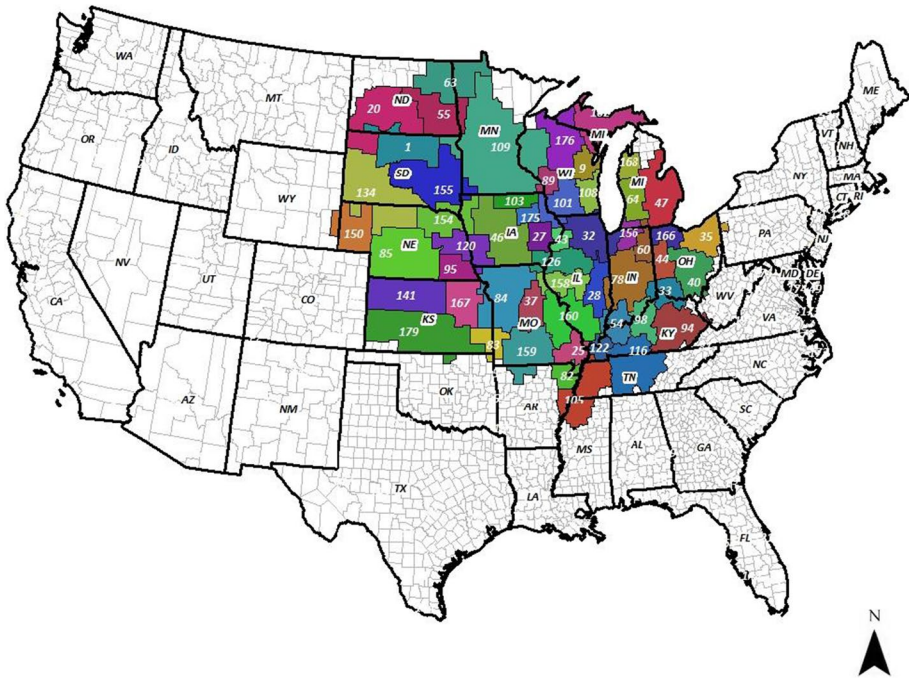 WA
ME
MT
ND
63
20
55
MN
VT
NH
OR
109
MI
176
ID
1
NY
MA
SD
9
168
CT
RI
89
WI
MI
WY
134
155
108
64
47
103
101
PA
154
175
150
IA
32
156
166
35
NJ
NE
46
27
43
60
NV
120
44
OH
MD
DE
85
126
UT
95
IL
IN
40
158
78
WV
CO
141
84
28
33
CA
167
37
VA
KS
MO
160
98
54
KY
94
179
83
25
122
116
159
NC
TN
82
AZ
OK
AR
105
SC
NM
MS
AL
GA
TX
LA
FL
N